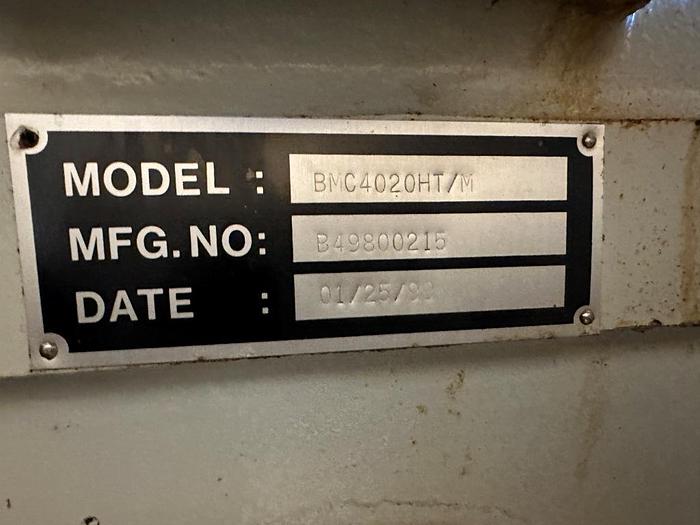 MODEL : BMC4020HT/M
MFG.NO: B49800215
DATE :